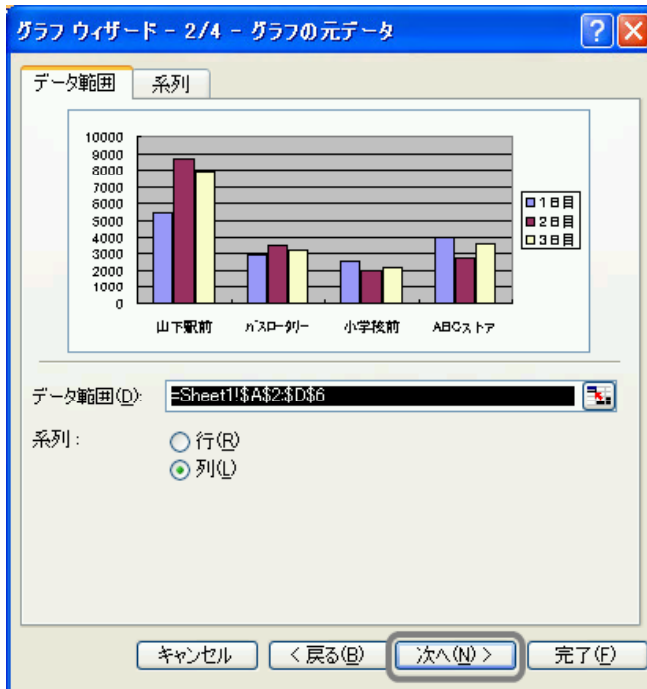 グラフ ウィザード - 2/4 - グラフの元データ
データ範囲 系列
10000
9000
8000
7000
6000
5000
4000
3000
2000
1000
0
山下駅前 バスロータリー 小学校前 ABCストア
1日目
2日目
3日目
データ範囲(D): =Sheet1!$A$2:$D$6
系列:
行(R)
列(L)
キャンセル < 戻る(B) 次へ(N) > 完了(F)